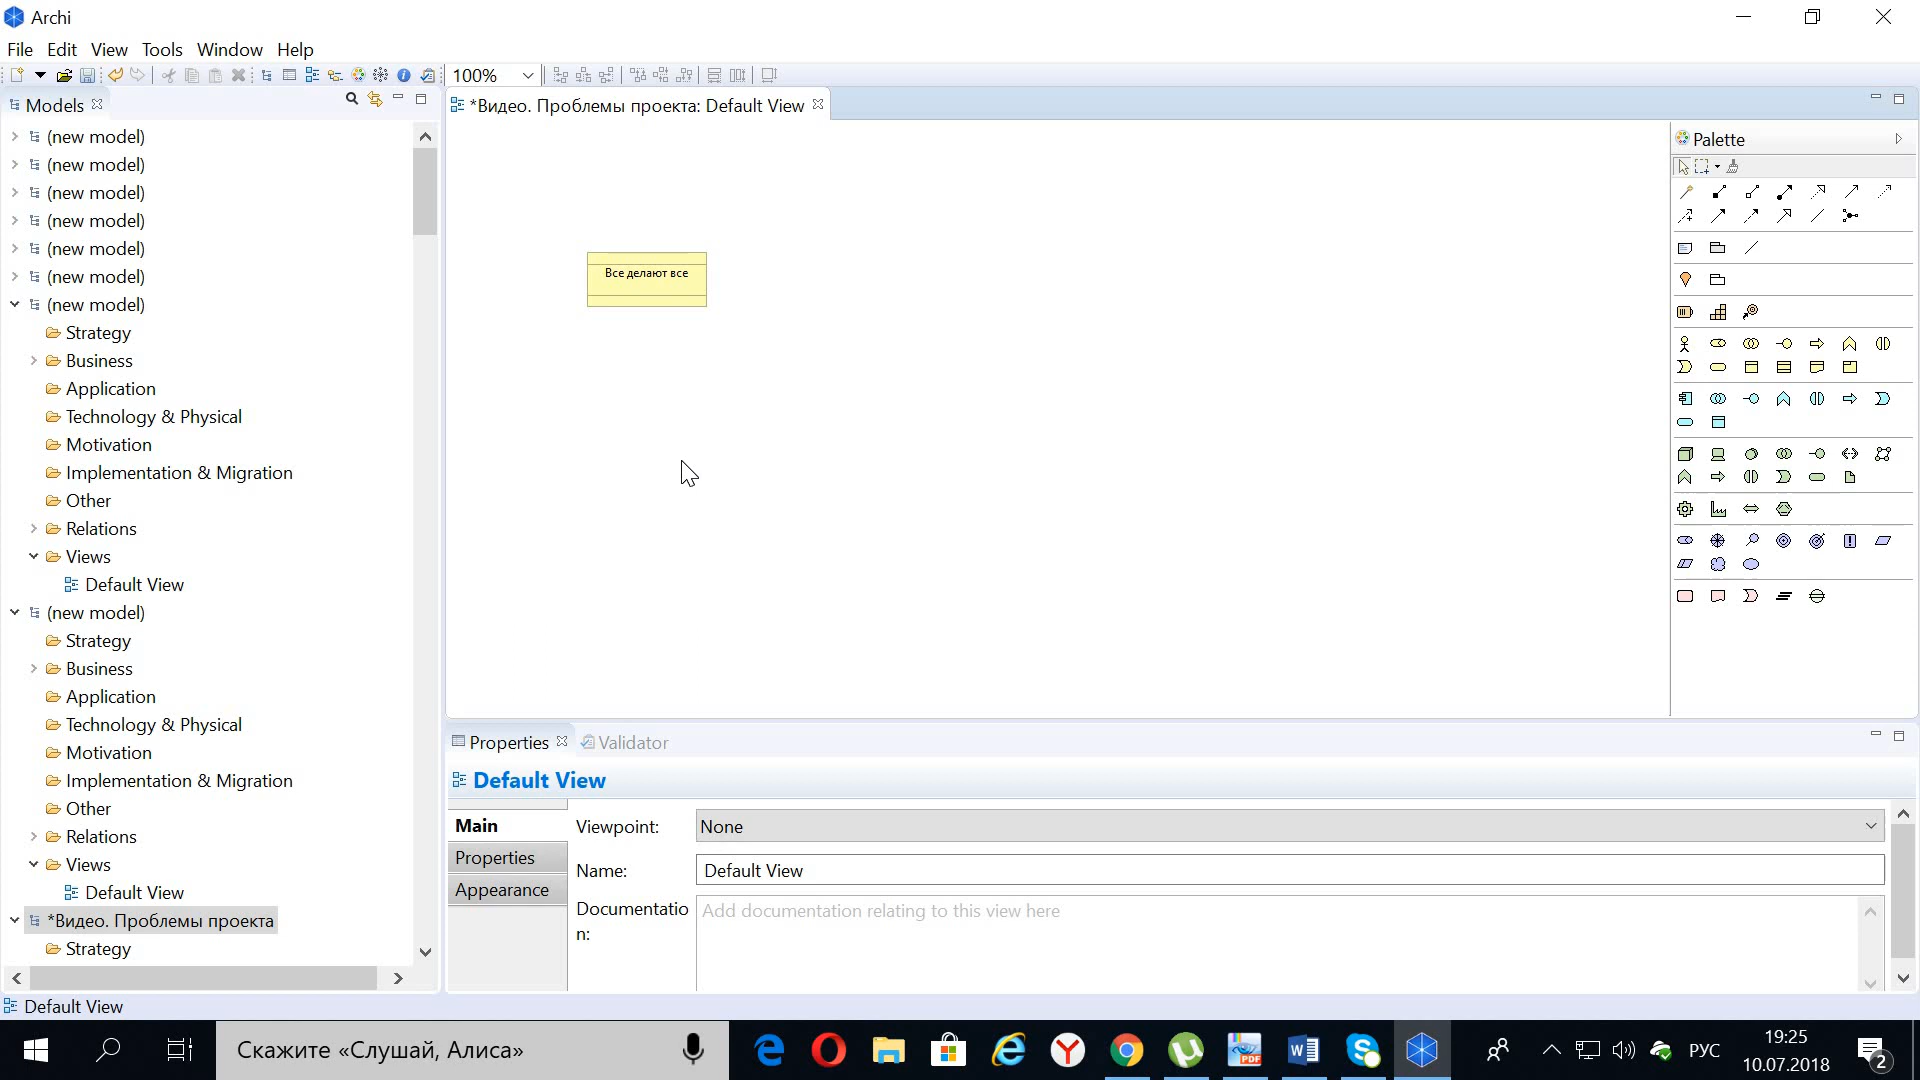 Archi
File Edit View Tools Window Help
100%
Models
*Видео. Проблемы проекта: Default View
(new model)
(new model)
(new model)
(new model)
(new model)
(new model)
(new model)
Strategy
Business
Application
Technology & Physical
Motivation
Implementation & Migration
Other
Relations
Views
Default View
(new model)
Strategy
Business
Application
Technology & Physical
Motivation
Implementation & Migration
Other
Relations
Views
Default View
*Видео. Проблемы проекта
Strategy
Все делают все
Palette
Properties
Validator
Default View
Main
Properties
Appearance
Viewpoint: None
Name: Default View
Documentatio
n:
Add documentation relating to this view here
Default View
Скажите «Слушай, Алиса»
РУС
19:25
10.07.2018
2